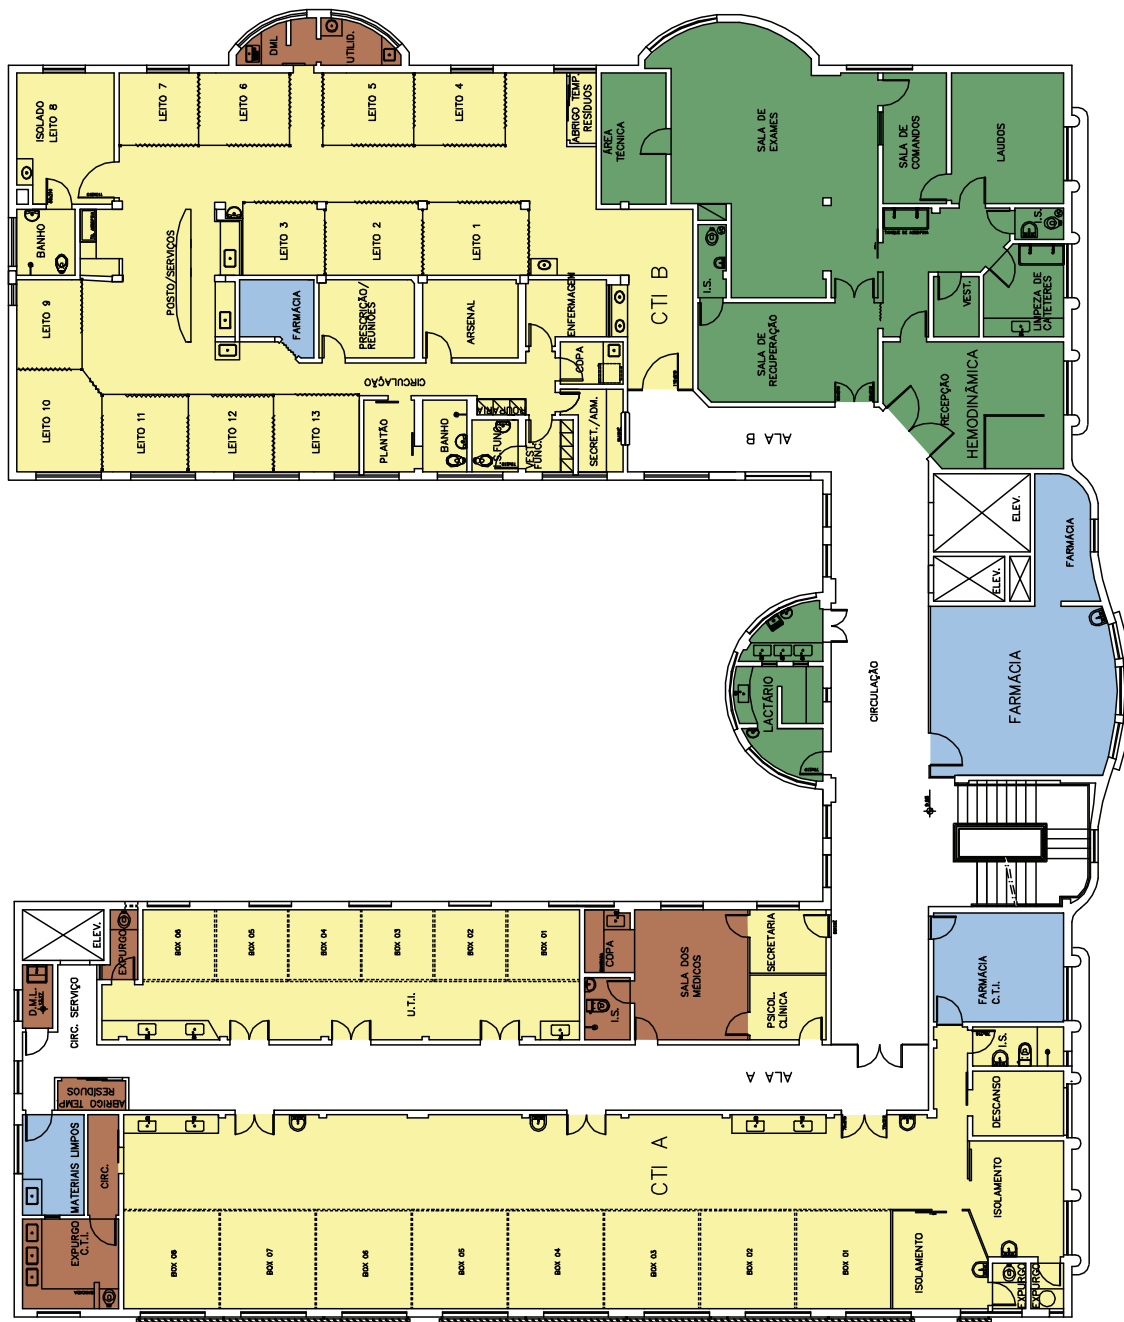 DML
UTILID.
ISOLADO
LEITO 8
LEITO 7
LEITO 6
LEITO 5
LEITO 4
ABRIGO TEMP.
RESÍDUOS
ÁREA
TÉCNICA
SALA DE
EXAMES
SALA DE
COMANDOS
LAUDOS
BANHO
POSTO/SERVIÇOS
LEITO 3
LEITO 2
LEITO 1
CTI B
I.S.
I.S.
VEST.
LIMPEZA DE
CATETERES
LEITO 9
FARMÁCIA
PRESCRIÇÃO/
REUNIÕES
ARSENAL
ENFERMAGEM
COPA
SALA DE
RECUPERAÇÃO
RECEPÇÃO
HEMODINÂMICA
CIRCULAÇÃO
LEITO 10
LEITO 11
LEITO 12
LEITO 13
PLANTÃO
BANHO
ROUPARIA
I.S.FUNC.
VEST.
FUNC.
SECRET./ADM.
ALA B
ELEV.
ELEV.
FARMÁCIA
FARMÁCIA
LACTÁRIO
CIRCULAÇÃO
ELEV.
EXPURGO
BOX 06
BOX 05
BOX 04
BOX 03
BOX 02
BOX 01
COPA
SALA DOS
MÉDICOS
SECRETARIA
PSICOL.
CLÍNICA
FARMÁCIA
C.T.I.
D.M.L.
CIRC. SERVIÇO
U.T.I.
I.S.
I.S.
ABRIGO TEMP
RESÍDUOS
ALA A
DESCANSO
MATERIAIS LIMPOS
CIRC.
CTI A
ISOLAMENTO
EXPURGO
C.T.I.
BOX 08
BOX 07
BOX 06
BOX 05
BOX 04
BOX 03
BOX 02
BOX 01
ISOLAMENTO
EXPURGO
EXPURGO